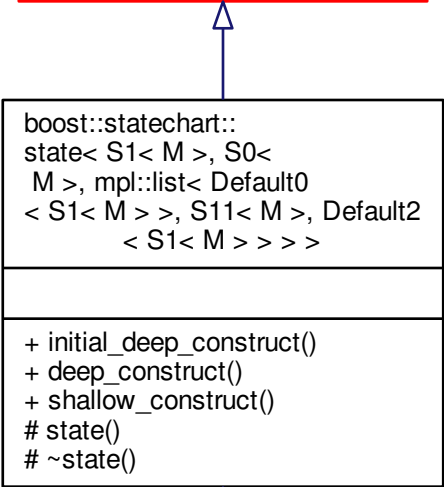 boost::statechart::
state< S1< M >, S0<
M >, mpl::list< Default0
< S1< M > >, S11< M >, Default2
< S1< M > > > >
+ initial_deep_construct()
+ deep_construct()
+ shallow_construct()
# state()
# ~state()